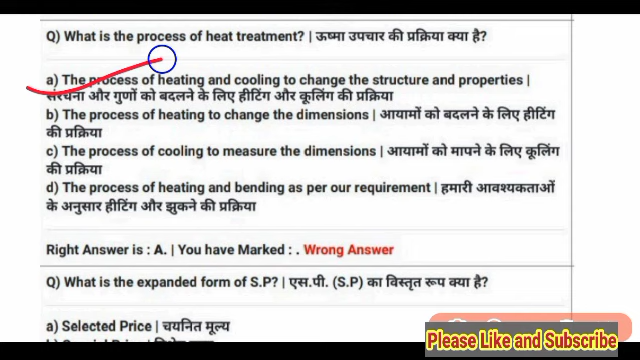 Q) What is the process of heat treatment? | ऊष्मा उपचार की प्रक्रिया क्या है?
a) The process of heating and cooling to change the structure and properties |
संरचना और गुणों को बदलने के लिए हीटिंग और कूलिंग की प्रक्रिया
b) The process of heating to change the dimensions | आयामों को बदलने के लिए हीटिंग
की प्रक्रिया
c) The process of cooling to measure the dimensions | आयामों को मापने के लिए कूलिंग
की प्रक्रिया
d) The process of heating and bending as per our requirement | हमारी आवश्यकताओं
के अनुसार हीटिंग और झुकने की प्रक्रिया
Right Answer is : A. | You have Marked : . Wrong Answer
Q) What is the expanded form of S.P? | एस.पी. (S.P) का विस्तृत रूप क्या है?
a) Selected Price | चयनित मूल्य
Please Like and Subscribe